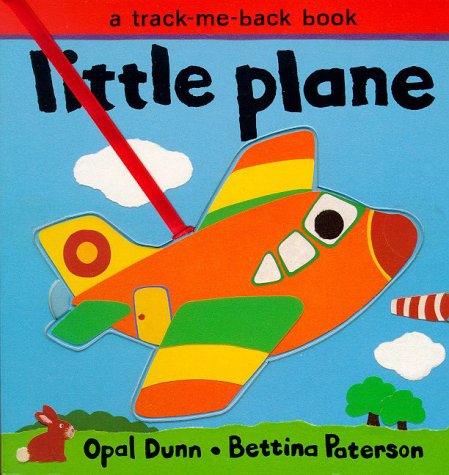 a track-me-back book
little plane
Opal Dunn • Bettina Paterson